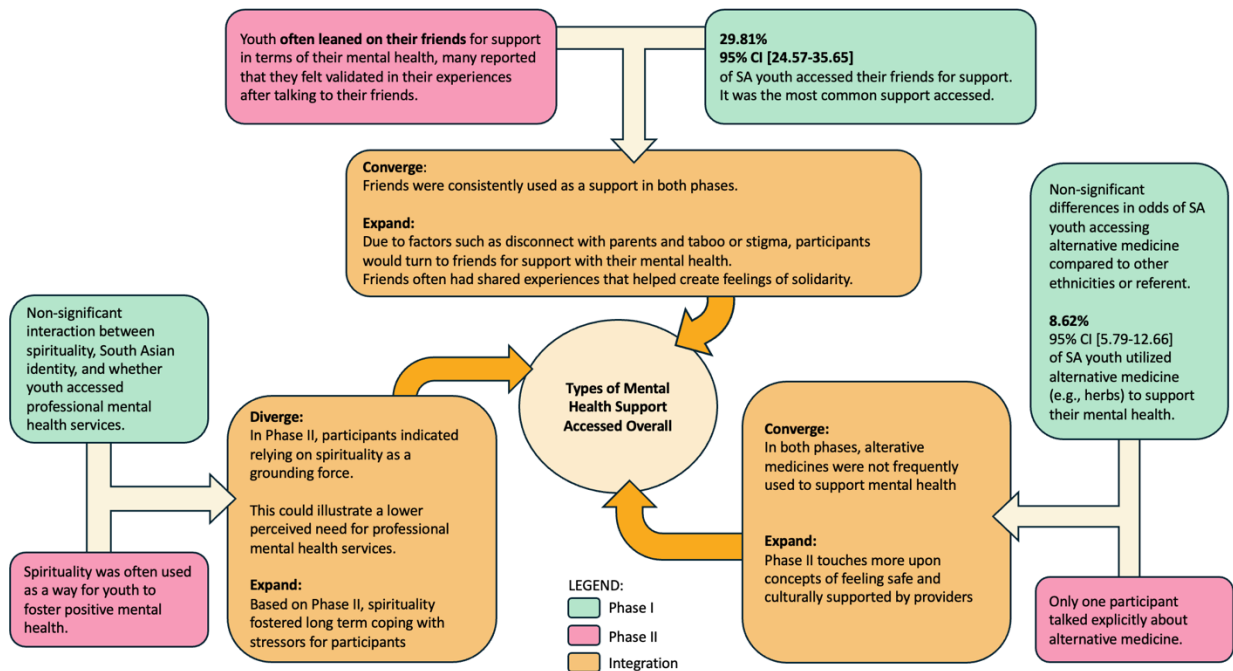 Youth often leaned on their friends for support
in terms of their mental health, many reported
that they felt validated in their experiences
after talking to their friends.
29.81%
95% CI [24.57-35.65]
of SA youth accessed their friends for support.
It was the most common support accessed.
Converge:
Friends were consistently used as a support in both phases.
Expand:
Due to factors such as disconnect with parents and taboo or stigma, participants
would turn to friends for support with their mental health.
Friends often had shared experiences that helped create feelings of solidarity.
Non-significant
differences in odds of SA
youth accessing
alternative medicine
compared to other
ethnicities or referent.
8.62%
95% CI [5.79-12.66]
of SA youth utilized
alternative medicine
(e.g., herbs) to support
their mental health.
Non-significant
interaction between
spirituality, South Asian
identity, and whether
youth accessed
professional mental
health services.
Types of Mental
Health Support
Accessed Overall
Diverge:
In Phase II, participants indicated
relying on spirituality as a
grounding force.
This could illustrate a lower
perceived need for professional
mental health services.
Expand:
Based on Phase II, spirituality
fostered long term coping with
stressors for participants
Converge:
In both phases, alterative
medicines were not frequently
used to support mental health
Expand:
Phase II touches more upon
concepts of feeling safe and
culturally supported by providers
Spirituality was often used
as a way for youth to
foster positive mental
health.
LEGEND:
Phase I
Phase II
Integration
Only one participant
talked explicitly about
alternative medicine.